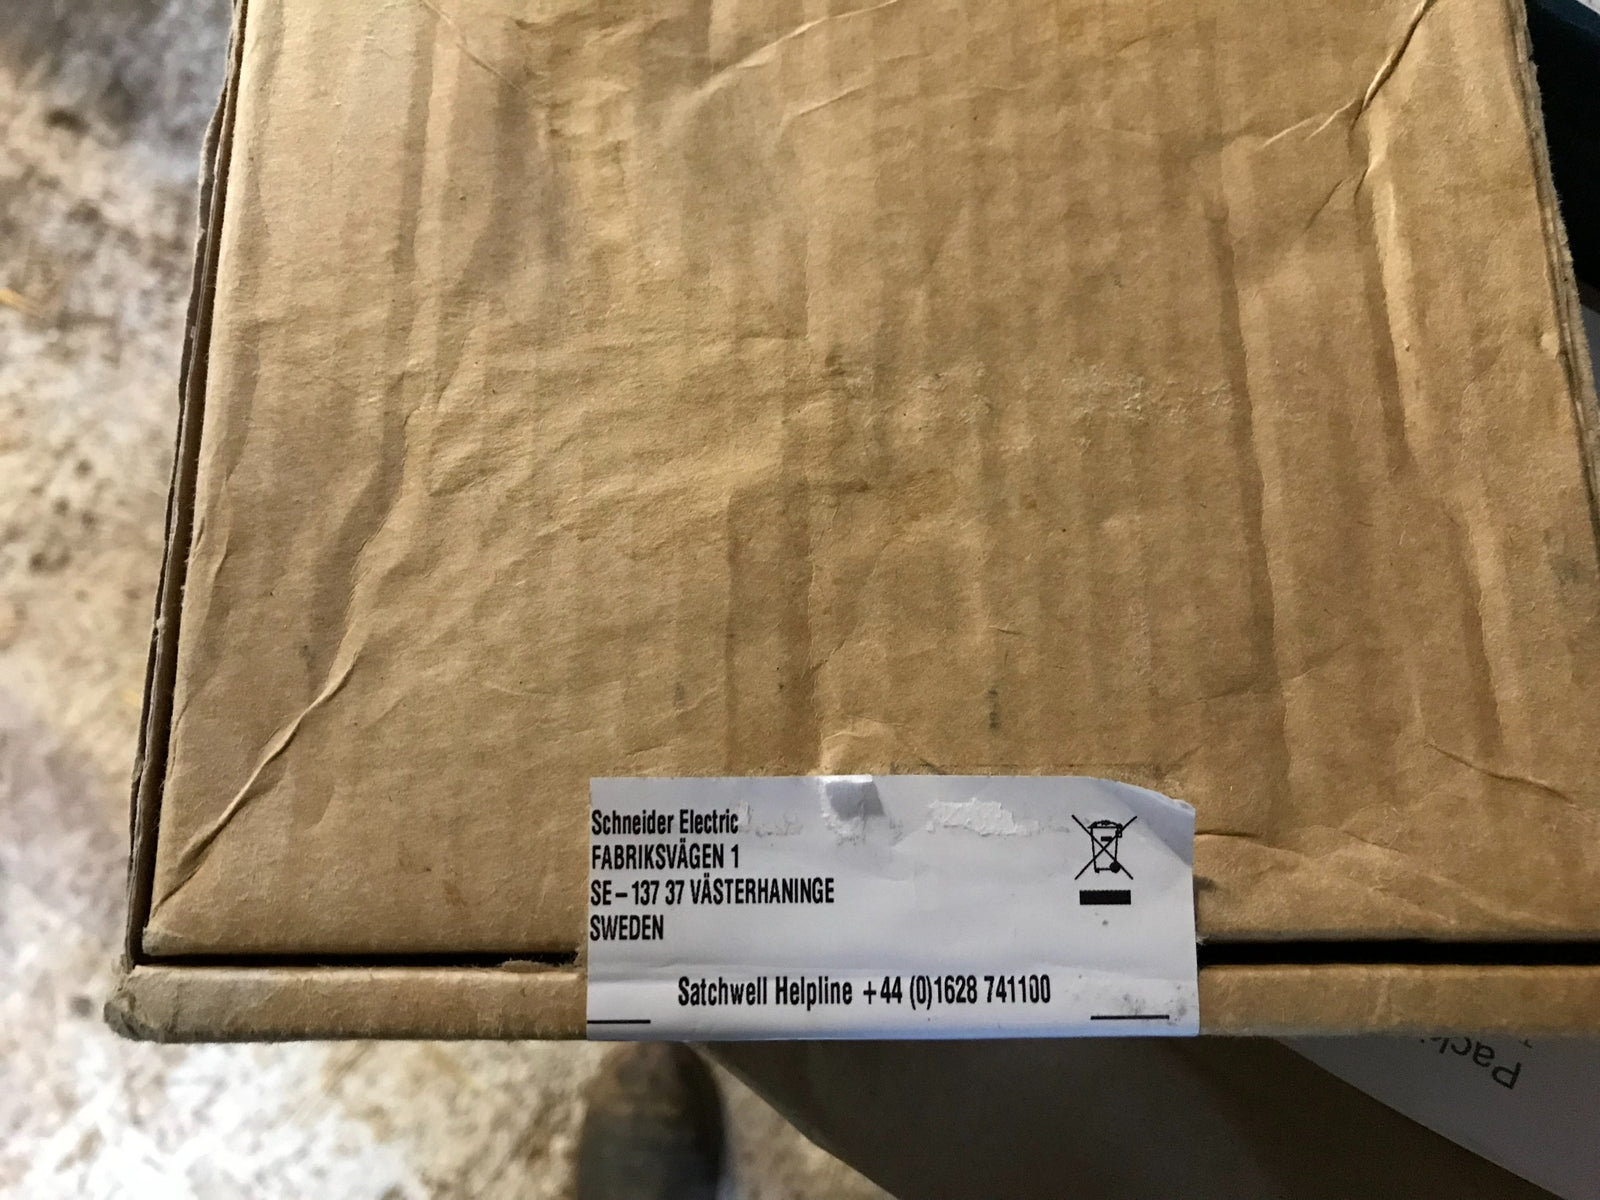 Schneider Electric
FABRIKSVÄGEN 1
SE–137 37 VÄSTERHANINGE
SWEDEN
Satchwell Helpline +44 (0)1628 741100